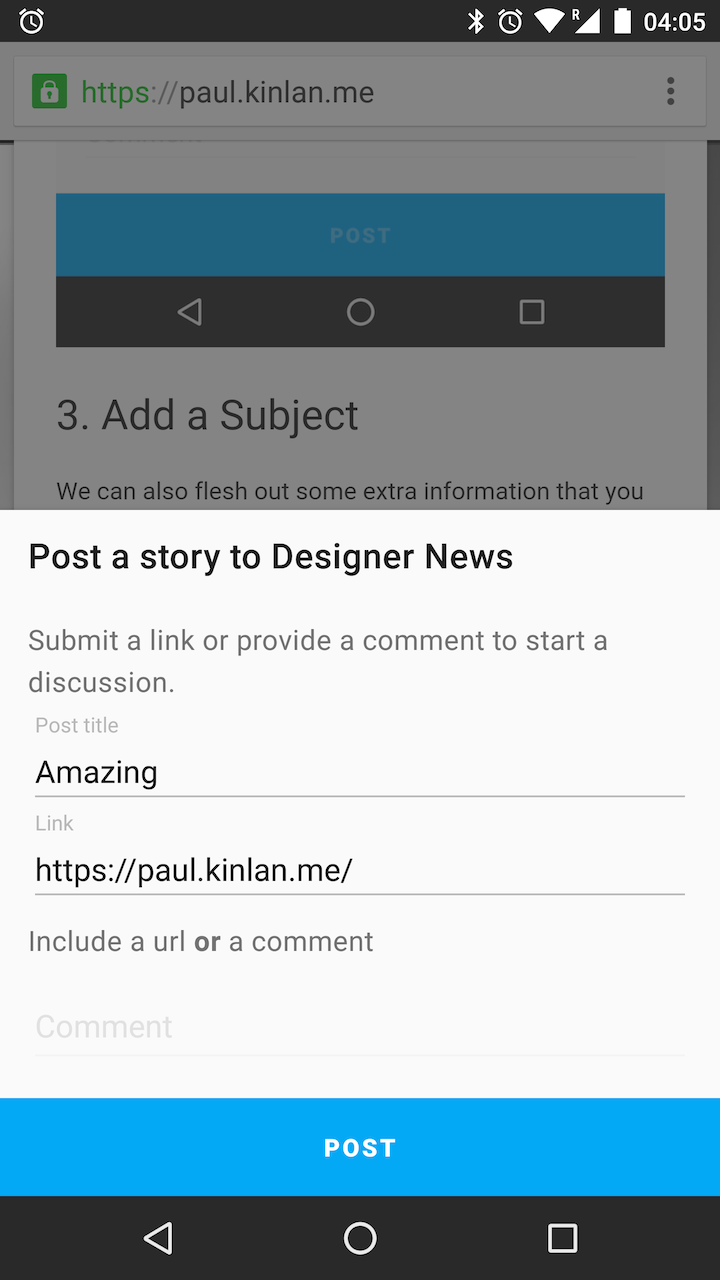 R
04:05
https://paul.kinlan.me
POST
3. Add a Subject
We can also flesh out some extra information that you
Post a story to Designer News
Submit a link or provide a comment to start a
discussion.
Post title
Amazing
Link
https://paul.kinlan.me/
Include a url or a comment
Comment
POST